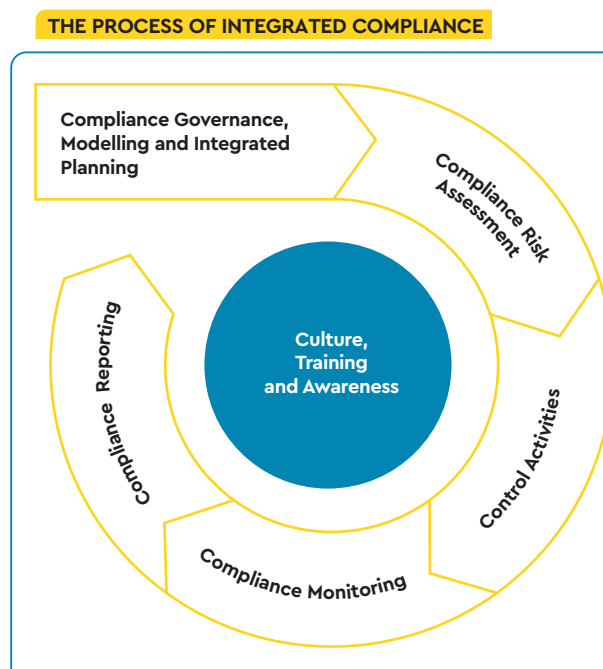 THE PROCESS OF INTEGRATED COMPLIANCE
Compliance Governance,
Modelling and Integrated
Planning
Compliance Risk
Assessment
Control Activities
Compliance Monitoring
Compliance Reporting
Culture,
Training
and Awareness